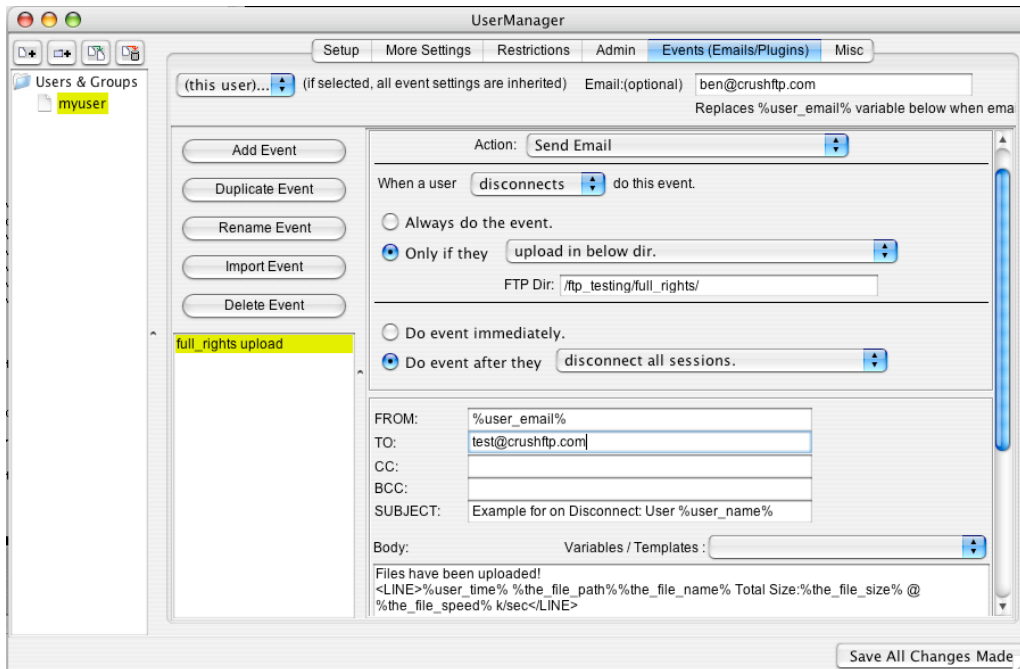 UserManager
Setup More Settings Restrictions Admin Events (Emails/Plugins) Misc
Users & Groups
myuser
(this user)... (if selected, all event settings are inherited) Email:(optional) ben@crushftp.com
Replaces %user_email% variable below when ema
Add Event
Duplicate Event
Rename Event
Import Event
Delete Event
full_rights upload
Action: Send Email
When a user disconnects do this event.
Always do the event.
Only if they upload in below dir.
FTP Dir: /ftp_testing/full_rights/
Do event immediately.
Do event after they disconnect all sessions.
FROM: %user_email%
TO: test@crushftp.com
CC:
BCC:
SUBJECT: Example for on Disconnect: User %user_name%
Body: Variables / Templates :
Files have been uploaded!
<LINE>%user_time% %the_file_path%%the_file_name% Total Size:%the_file_size% @
%the_file_speed% k/sec</LINE>
Save All Changes Made